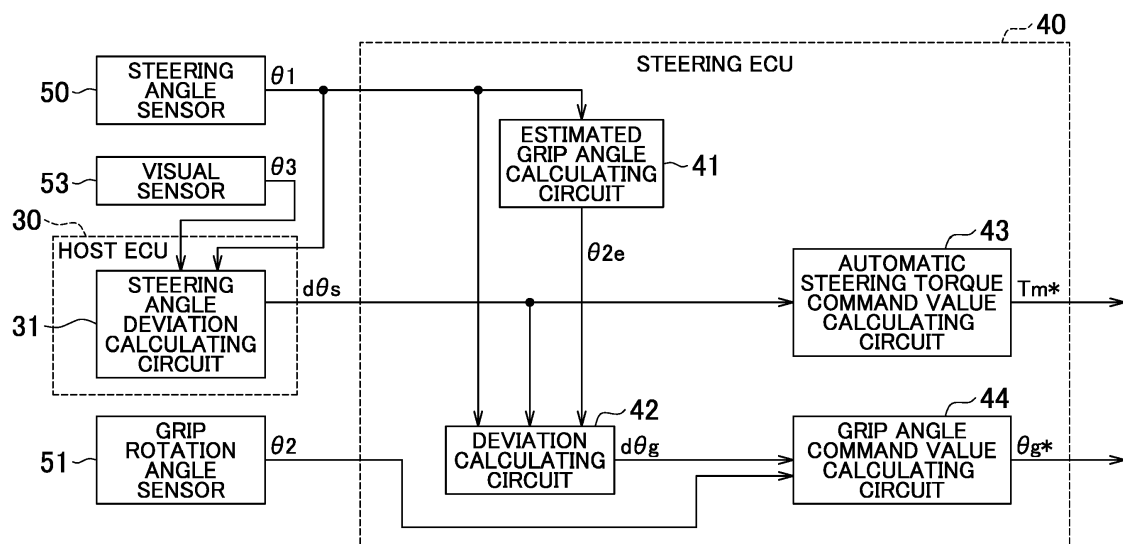 40
STEERING ECU
50
STEERING
ANGLE
SENSOR
θ1
ESTIMATED
GRIP ANGLE
CALCULATING
CIRCUIT
41
53
VISUAL
SENSOR
θ3
30
HOST ECU
θ2e
31
STEERING
ANGLE
DEVIATION
CALCULATING
CIRCUIT
dθs
43
AUTOMATIC
STEERING TORQUE
COMMAND VALUE
CALCULATING
CIRCUIT
Tm*
51
GRIP
ROTATION
ANGLE
SENSOR
θ2
42
DEVIATION
CALCULATING
CIRCUIT
dθg
44
GRIP ANGLE
COMMAND VALUE
CALCULATING
CIRCUIT
θg*